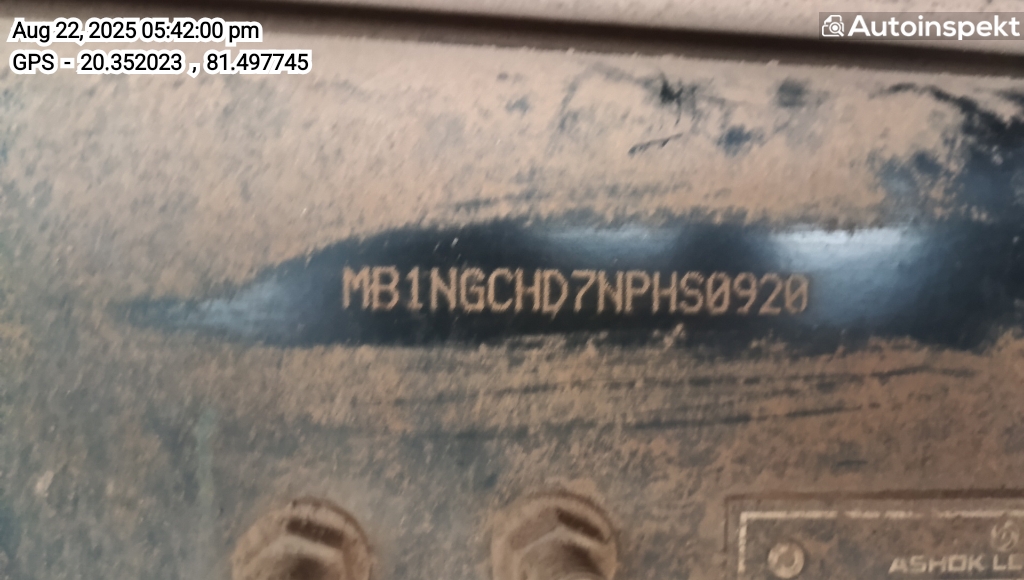 Aug 22, 2025 05:42:00 pm
GPS - 20.352023 , 81.497745
Autoinspekt
MB1NGCHD7NPHS0920
ASHOK LE